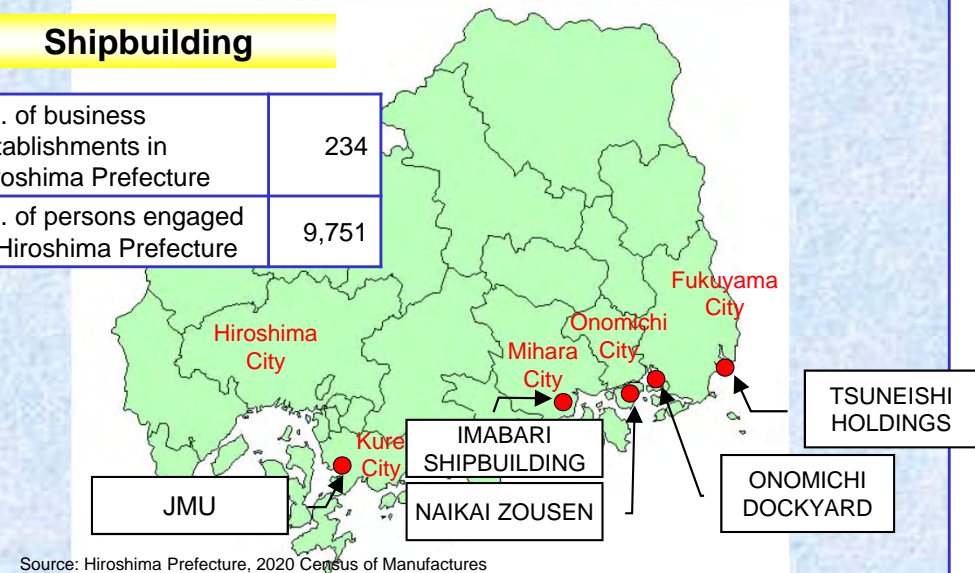 Shipbuilding
. of business
tablishments in
roshima Prefecture
234
. of persons engaged
Hiroshima Prefecture
9,751
Fukuyama
City
Onomichi
City
Hiroshima
City
Mihara
City
Kure
City
TSUNEISHI
HOLDINGS
IMABARI
SHIPBUILDING
ONOMICHI
DOCKYARD
JMU
NAIKAI ZOUSEN
Source: Hiroshima Prefecture, 2020 Census of Manufactures